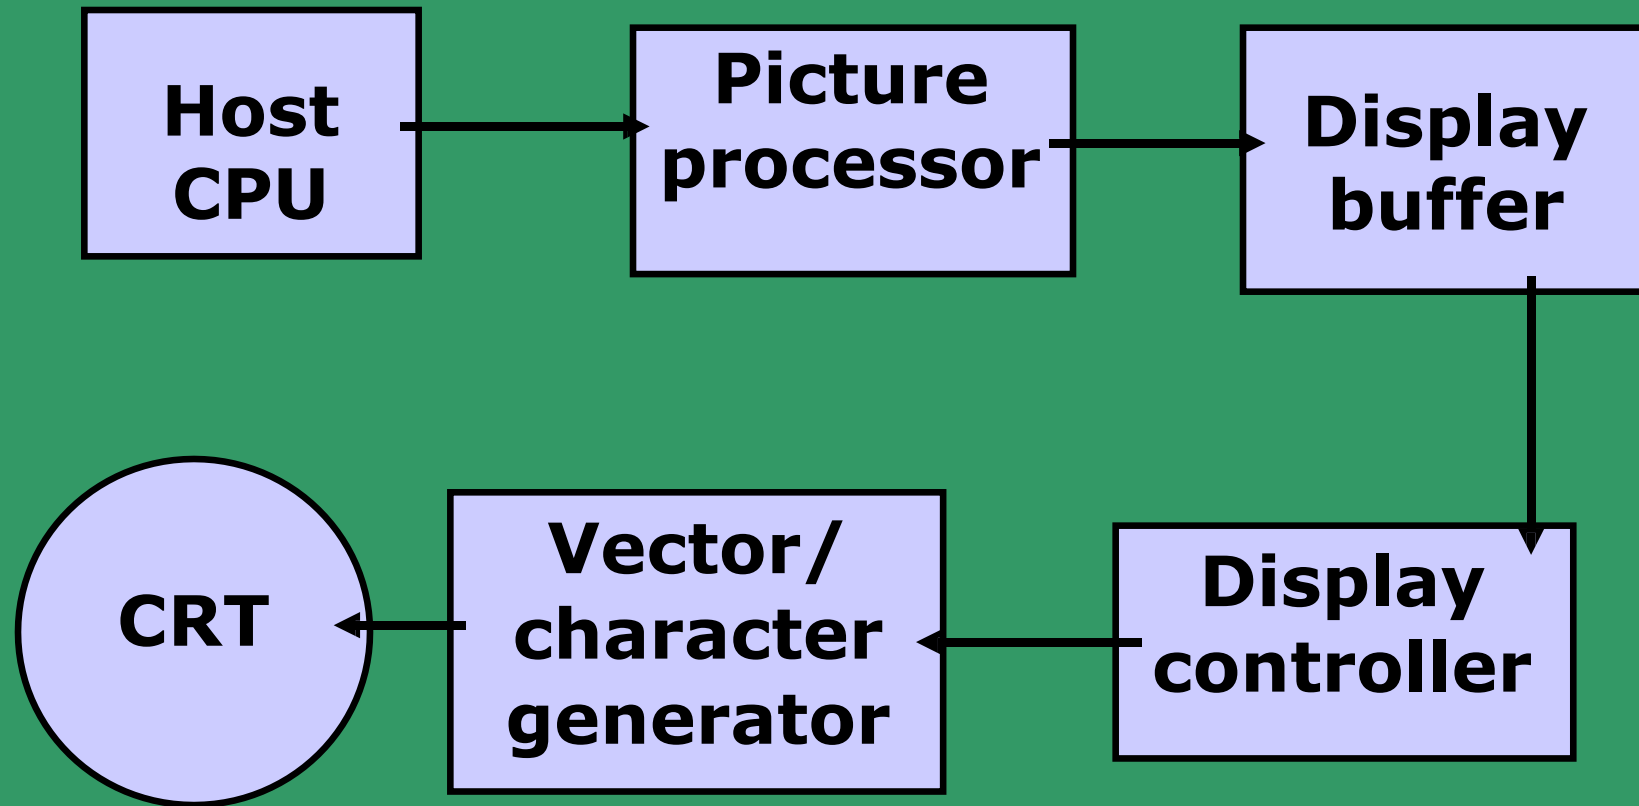 Host
CPU
Picture
processor
Display
buffer
Display
controller
Vector/
character
generator
CRT